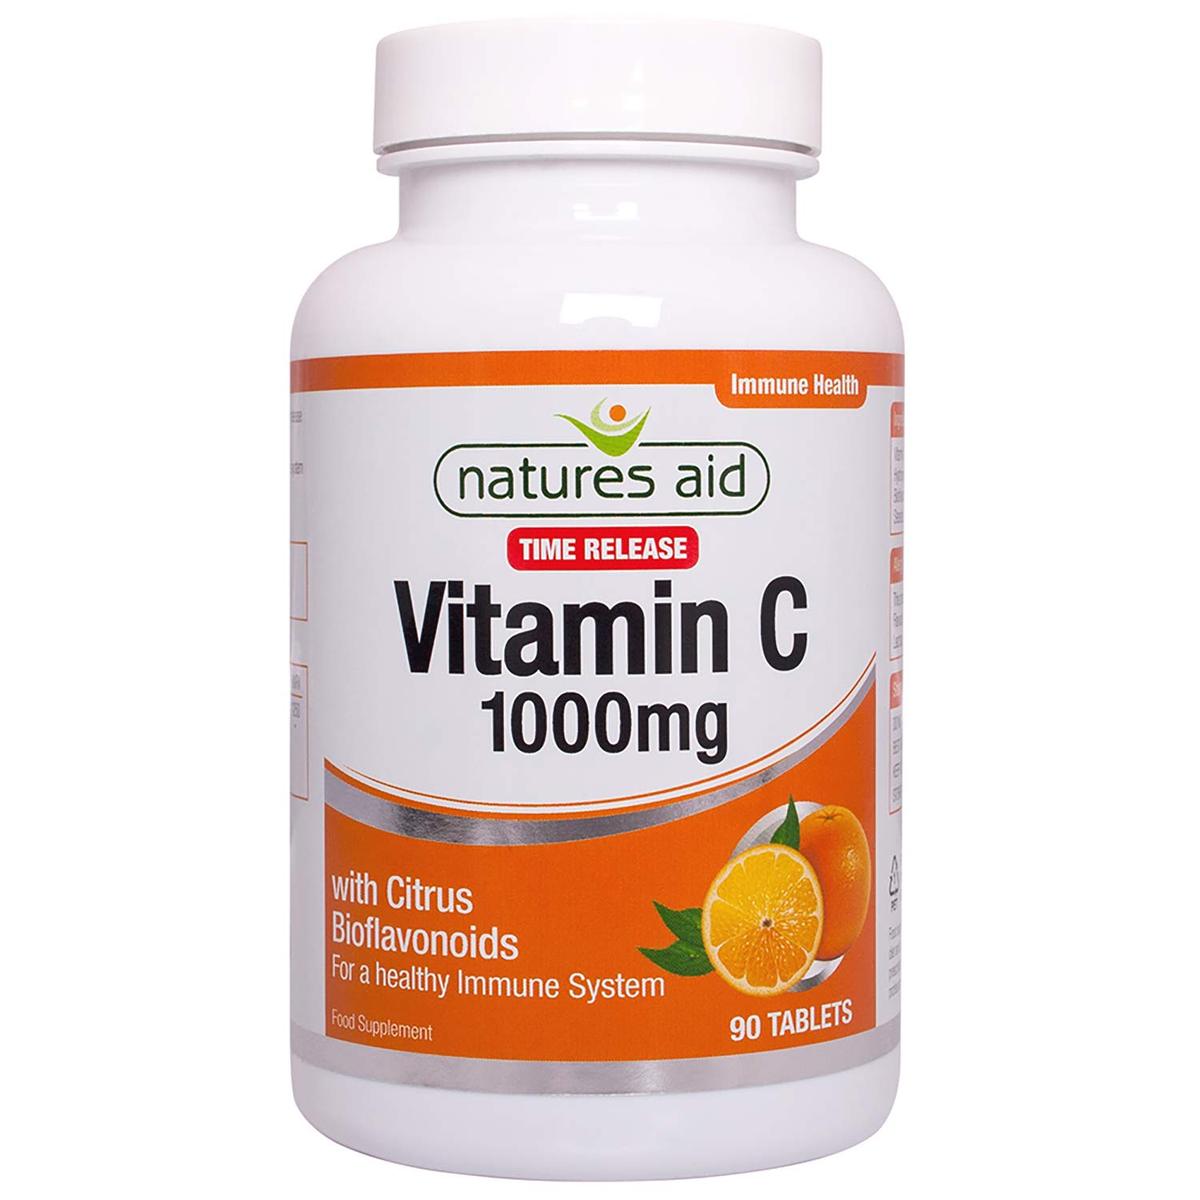 Immune Health
natures aid
TIME RELEASE
Vitamin C
1000mg
with Citrus
Bioflavonoids
For a healthy Immune System
Food Supplement
90 TABLETS
PET